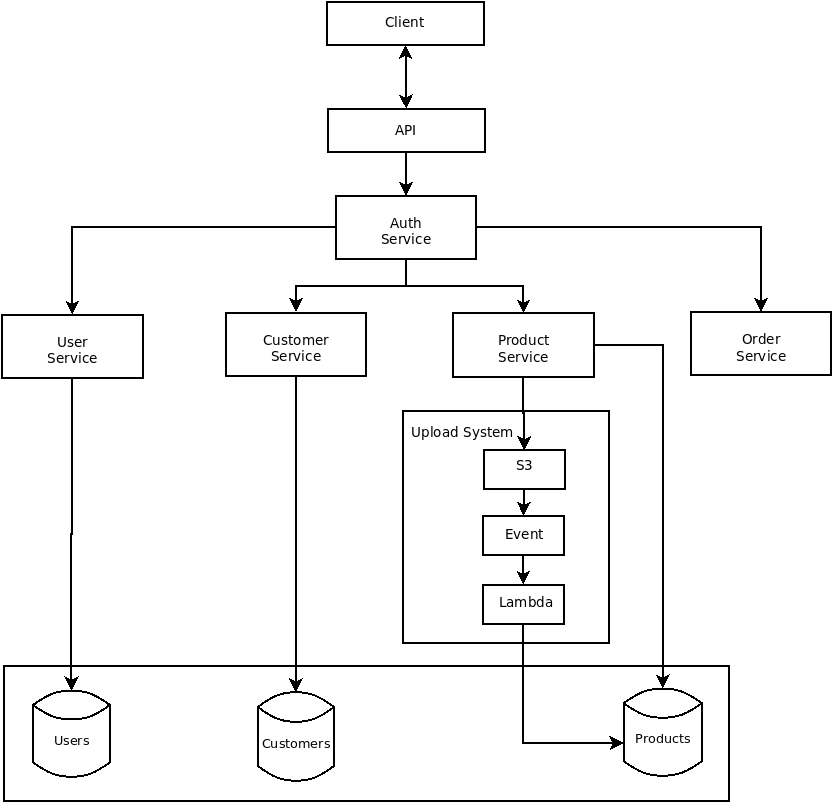 Client
API
Auth
Service
User
Service
Customer
Service
Product
Service
Order
Service
Upload System
S3
Event
Lambda
Users
Customers
Products